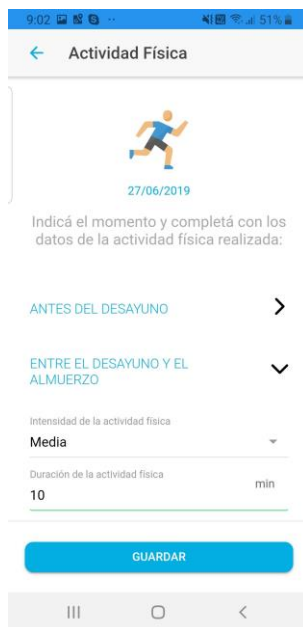 9:02 51%
Actividad Física
27/06/2019
Indicá el momento y completá con los
datos de la actividad física realizada:
ANTES DEL DESAYUNO
ENTRE EL DESAYUNO Y EL
ALMUERZO
Intensidad de la actividad física
Media
Duración de la actividad física
10 min
GUARDAR